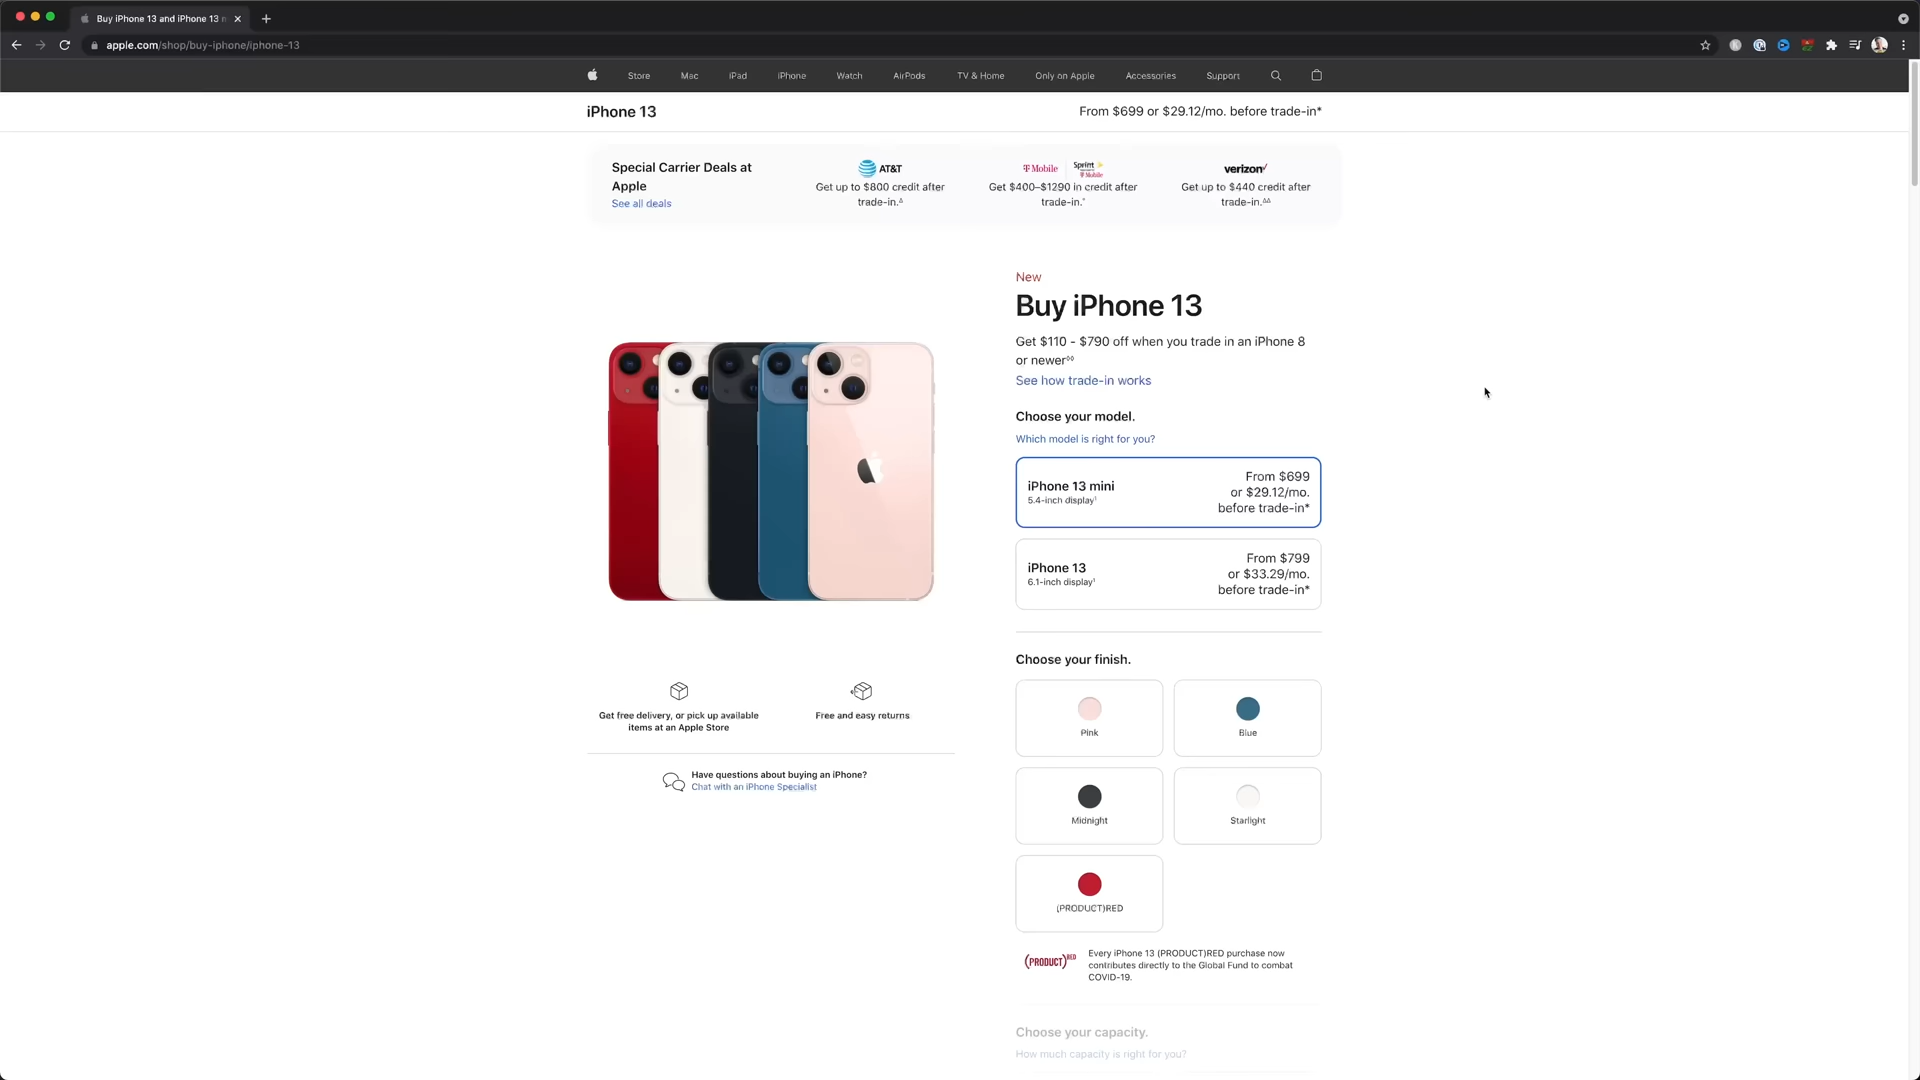 Buy iPhone 13 and iPhone 13 m
apple.com/shop/buy-iphone/iphone-13
Store Mac iPad iPhone Watch AirPods TV & Home Only on Apple Accessories Support
iPhone 13
From $699 or $29.12/mo. before trade-in*
Special Carrier Deals at
Apple
See all deals
AT&T
Get up to $800 credit after
trade-in.
T Mobile
Sprint
T Mobile
Get $400–$1290 in credit after
trade-in.
verizon
Get up to $440 credit after
trade-in.
New
Buy iPhone 13
Get $110 - $790 off when you trade in an iPhone 8
or newer◊◊
See how trade-in works
Choose your model.
Which model is right for you?
iPhone 13 mini
5.4-inch display¹
From $699
or $29.12/mo.
before trade-in*
iPhone 13
6.1-inch display¹
From $799
or $33.29/mo.
before trade-in*
Choose your finish.
Pink
Blue
Midnight
Starlight
(PRODUCT)RED
(PRODUCT)RED
Every iPhone 13 (PRODUCT)RED purchase now
contributes directly to the Global Fund to combat
COVID-19.
Choose your capacity.
How much capacity is right for you?
Get free delivery, or pick up available
items at an Apple Store
Free and easy returns
Have questions about buying an iPhone?
Chat with an iPhone Specialist